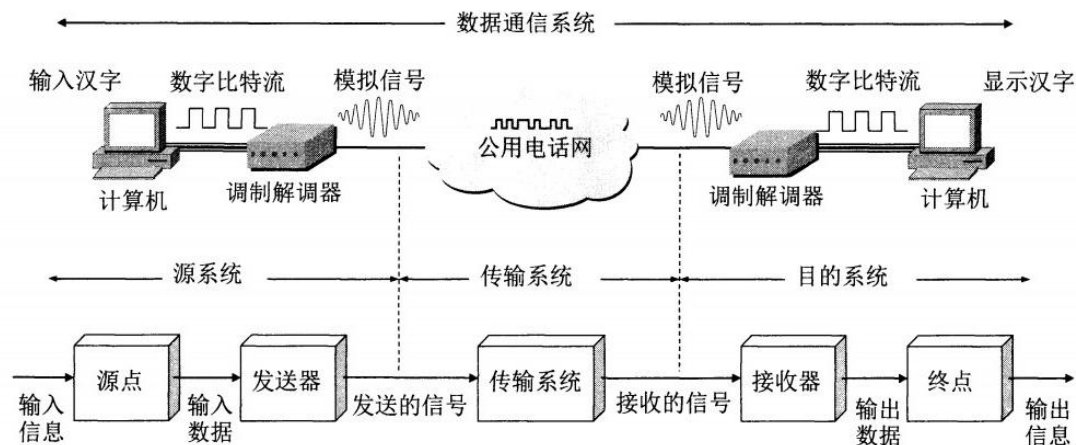 数据通信系统
输入汉字
数字比特流
模拟信号
模拟信号
数字比特流
显示汉字
公用电话网
计算机
调制解调器
调制解调器
计算机
源系统
传输系统
目的系统
源点
发送器
传输系统
接收器
终点
输入
信息
输入
数据
发送的信号
接收的信号
输出
数据
输出
信息